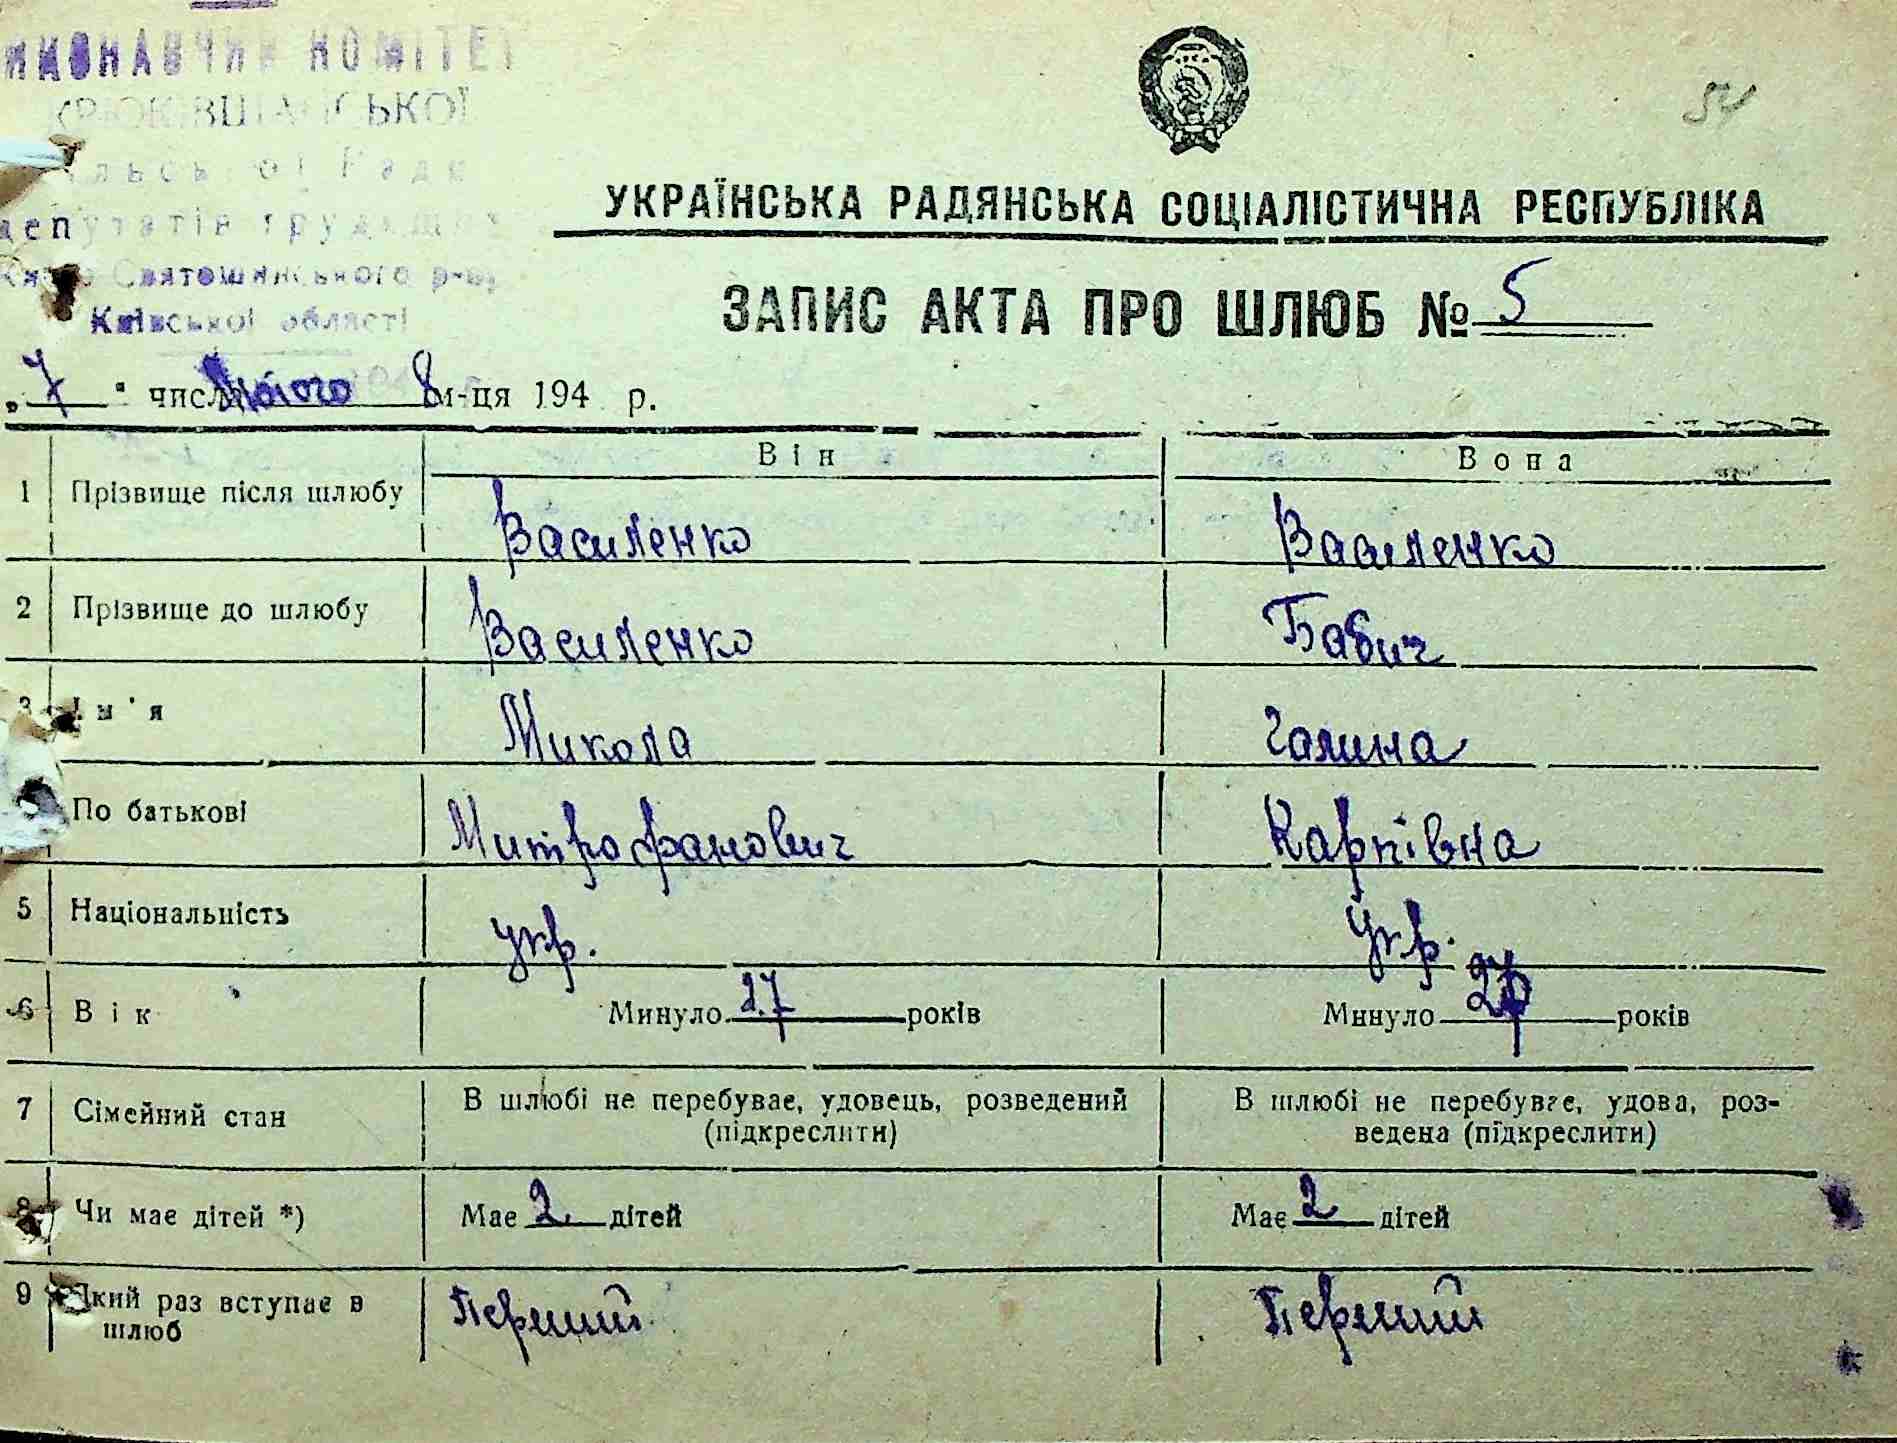 ВИКОНАВЧИЙ КОМІТЕТ
КРЮКІВЩАНСЬКОЇ
сільської Ради
депутатів трудящих
Києво-Святошинського р-ну,
Київської області
54
УКРАЇНСЬКА РАДЯНСЬКА СОЦІАЛІСТИЧНА РЕСПУБЛІКА
ЗАПИС АКТА ПРО ШЛЮБ № 5
„7“ числа лютого 8 м-ця 194 р.
Він Вона
1 Прізвище після шлюбу Василенко Василенко
2 Прізвище до шлюбу Василенко Бабич
3 Ім'я Микола Галина
По батькові Митрофанович Карпівна
5 Національність укр. Укр.
6 Вік Минуло 27 років Минуло років
7 Сімейний стан В шлюбі не перебуває, удовець, розведений (підкреслити) В шлюбі не перебуває, удова, роз-
ведена (підкреслити)
8 Чи має дітей *) Має 2 дітей Має 2 дітей
9 Який раз вступає в шлюб Перший Перший